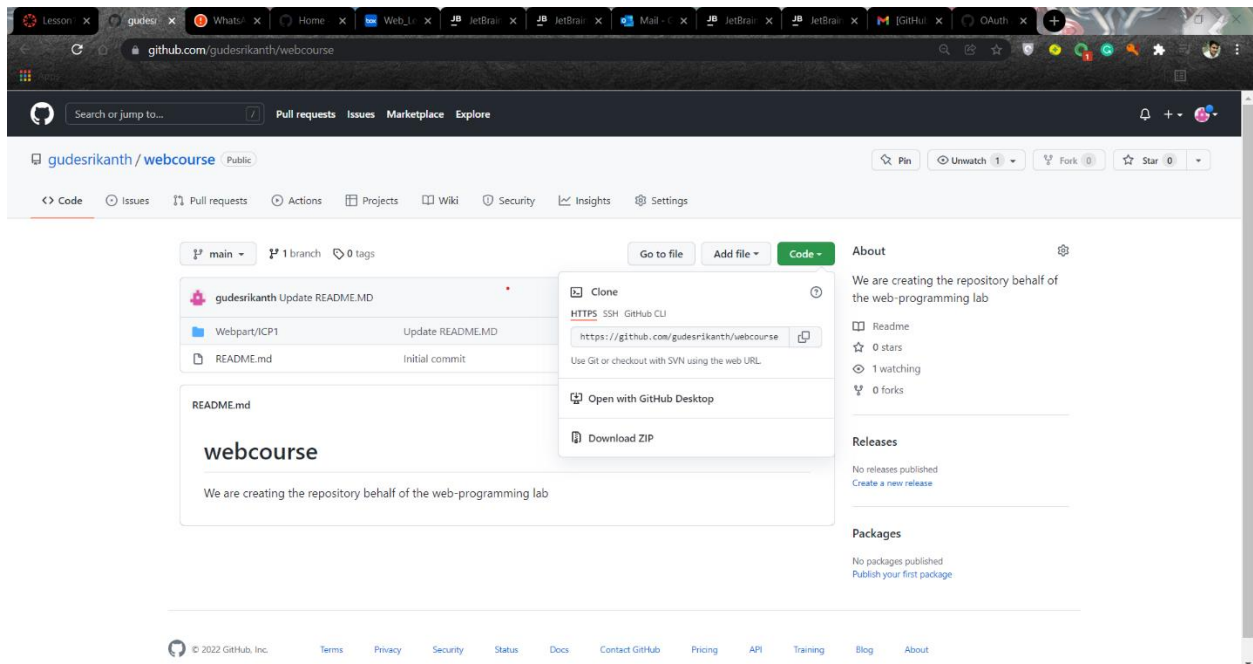 Lesson
gudesr
WhatsA
Home -
Web_Le
JetBrain
JetBrain
Mail - G
JetBrain
JetBrain
[GitHub
OAuth
github.com/gudesrikanth/webcourse
Apps
Search or jump to...
/
Pull requests Issues Marketplace Explore
gudesrikanth / webcourse Public
Pin
Unwatch 1
Fork 0
Star 0
Code Issues Pull requests Actions Projects Wiki Security Insights Settings
main 1 branch 0 tags
Go to file Add file Code
gudesrikanth Update README.MD
Webpart/ICP1 Update README.MD
README.md Initial commit
Clone
HTTPS SSH GitHub CLI
https://github.com/gudesrikanth/webcourse
Use Git or checkout with SVN using the web URL.
Open with GitHub Desktop
Download ZIP
README.md
webcourse
We are creating the repository behalf of the web-programming lab
About
We are creating the repository behalf of
the web-programming lab
Readme
0 stars
1 watching
0 forks
Releases
No releases published
Create a new release
Packages
No packages published
Publish your first package
© 2022 GitHub, Inc. Terms Privacy Security Status Docs Contact GitHub Pricing API Training Blog About